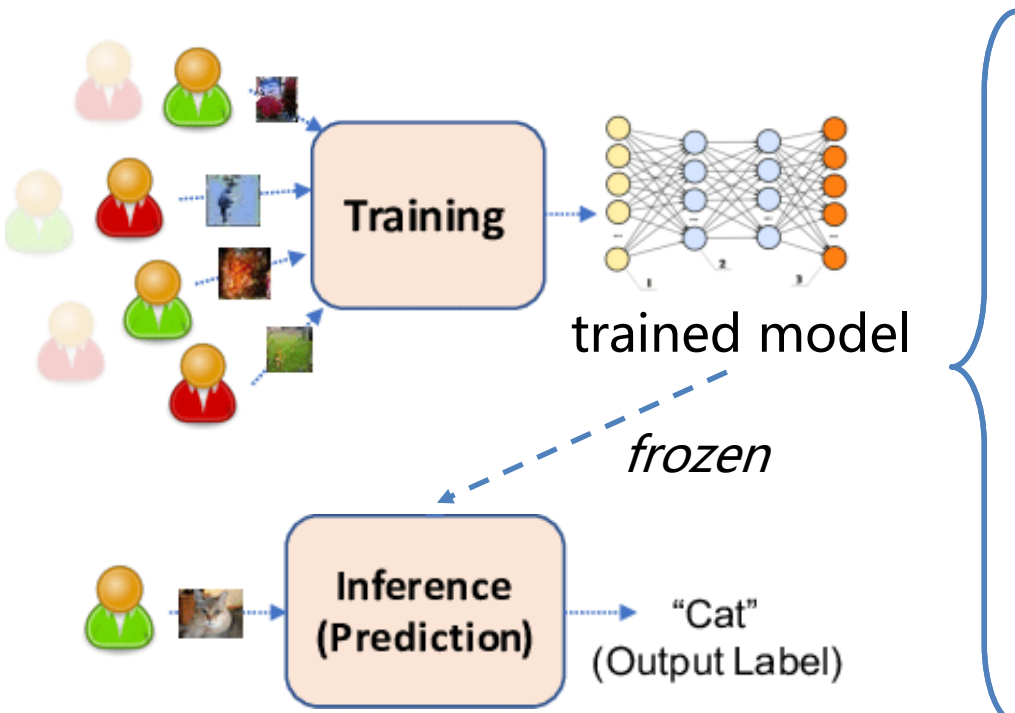 Training
...
...
...
...
1
2
3
trained model
frozen
Inference
(Prediction)
“Cat”
(Output Label)